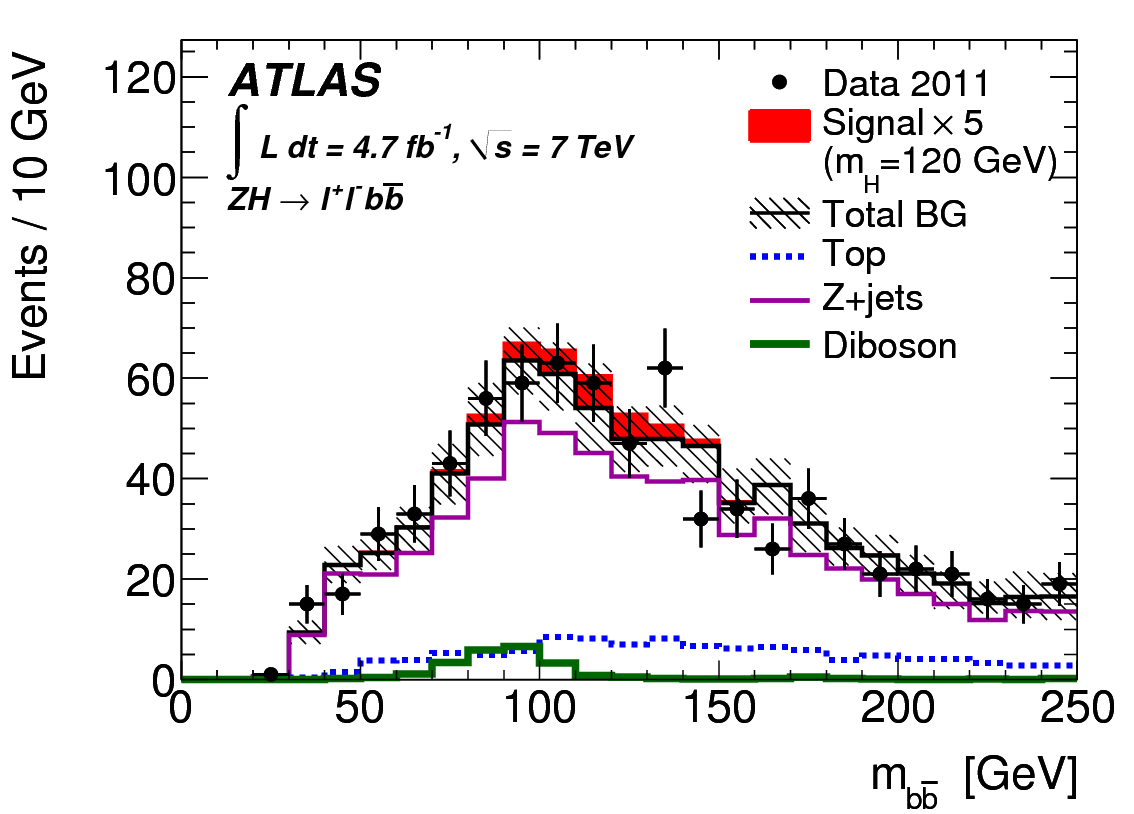 ATLAS
∫ L dt = 4.7 fb⁻¹, √s = 7 TeV
ZH → l⁺l⁻bb̅
Data 2011
Signal × 5
(m_H=120 GeV)
Total BG
Top
Z+jets
Diboson
Events / 10 GeV
120
100
80
60
40
20
0
0 50 100 150 200 250
m_bb̅ [GeV]